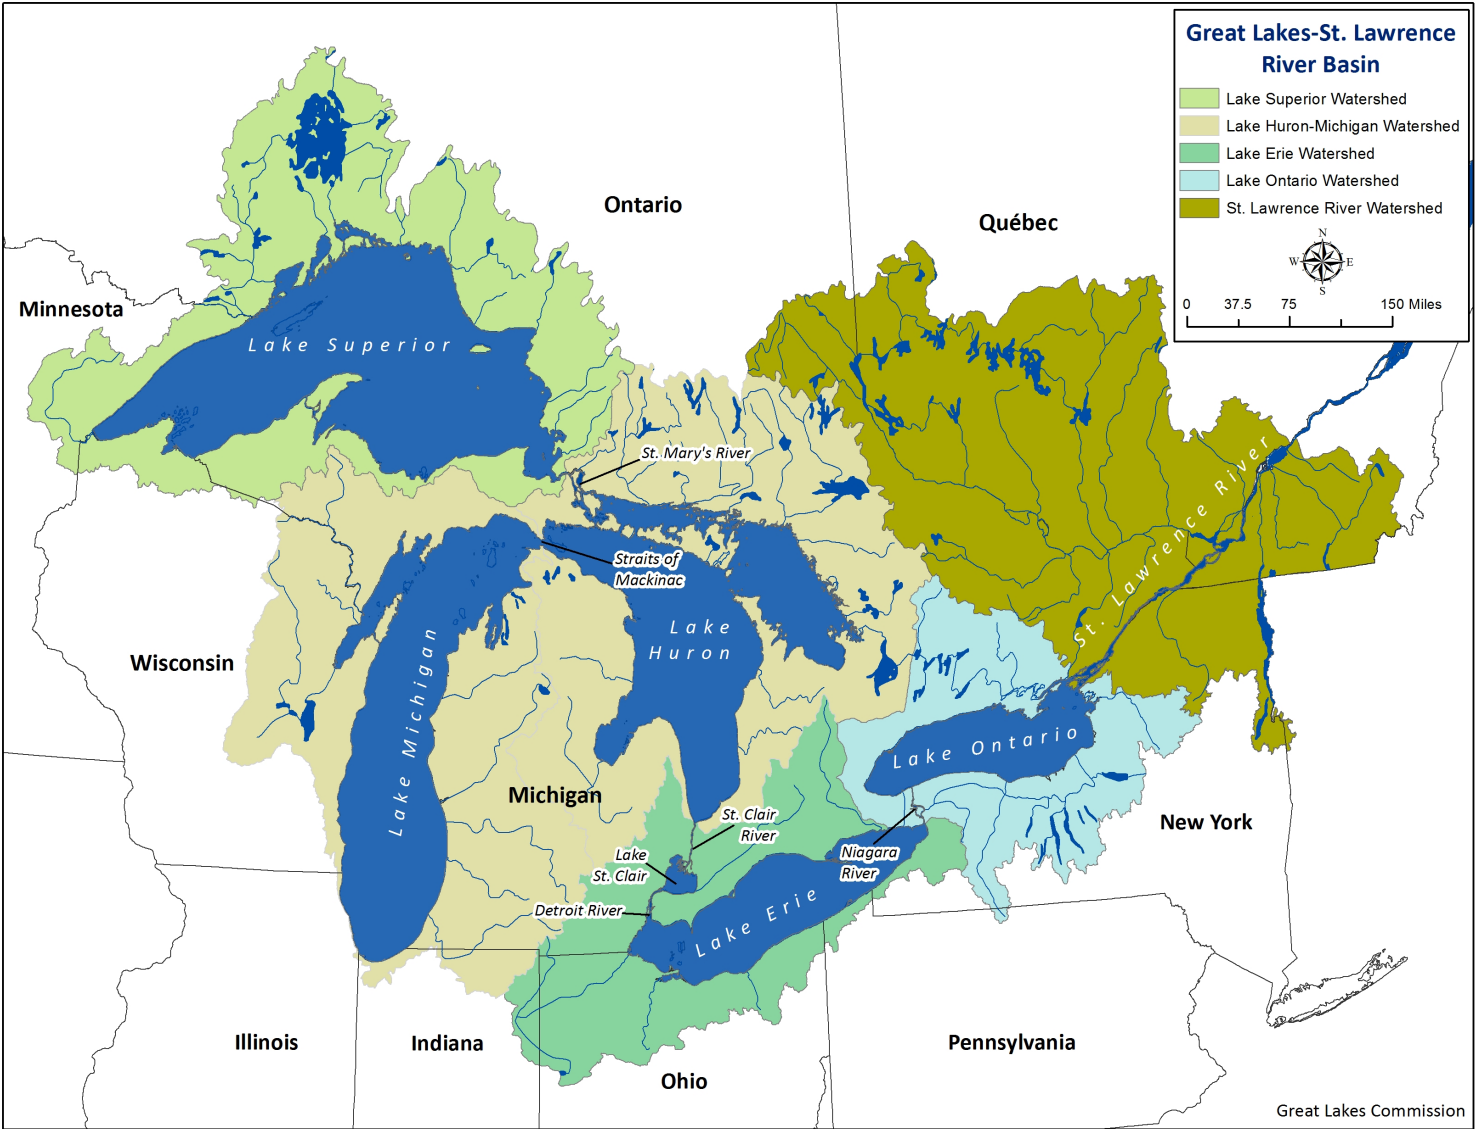 Great Lakes-St. Lawrence
River Basin
Lake Superior Watershed
Lake Huron-Michigan Watershed
Lake Erie Watershed
Lake Ontario Watershed
St. Lawrence River Watershed
N
W
E
S
0
37.5
75
150 Miles
Ontario
Québec
Minnesota
Lake Superior
St. Mary's River
St. Lawrence River
Straits of
Mackinac
Lake
Huron
Wisconsin
Lake Michigan
Lake Ontario
Michigan
St. Clair
River
New York
Lake
St. Clair
Niagara
River
Detroit River
Lake Erie
Illinois
Indiana
Ohio
Pennsylvania
Great Lakes Commission